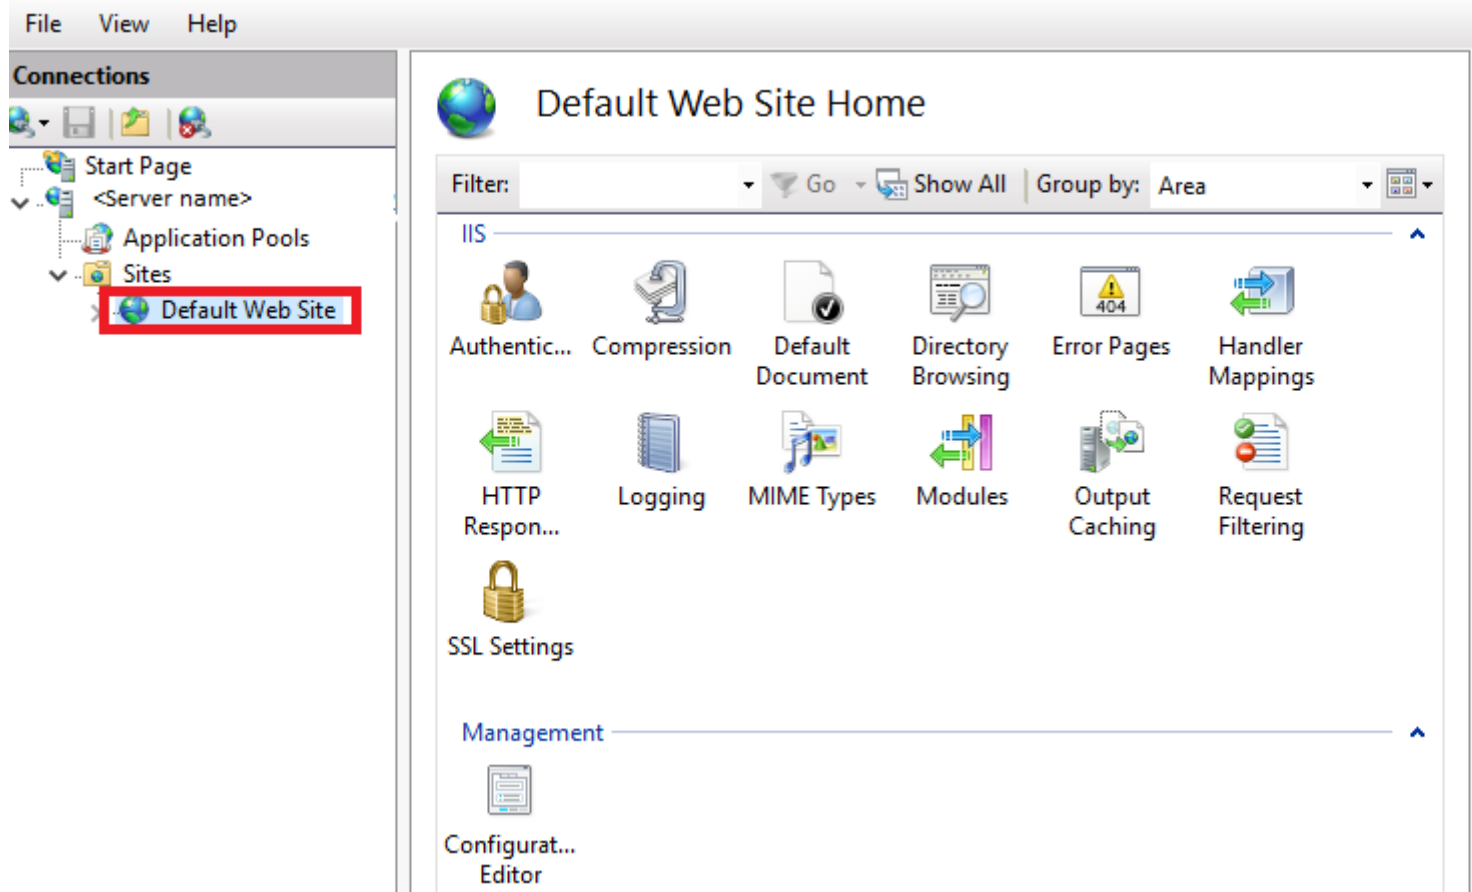 File View Help
Connections
Start Page
<Server name>
Application Pools
Sites
Default Web Site
Default Web Site Home
Filter: Go Show All Group by: Area
IIS
Authentic... Compression Default Document Directory Browsing Error Pages Handler Mappings
404
HTTP Respon... Logging MIME Types Modules Output Caching Request Filtering
SSL Settings
Management
Configurat... Editor